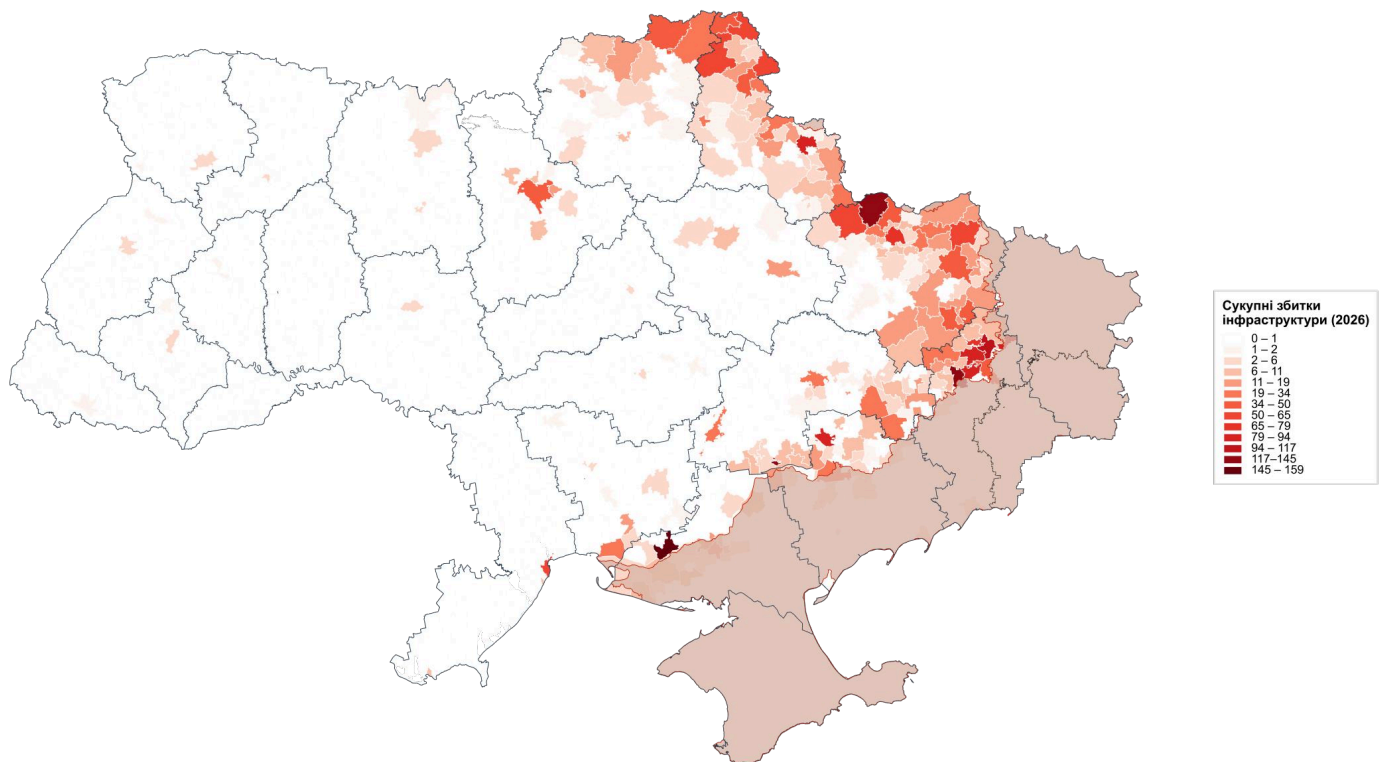 Сукупні збитки
інфраструктури (2026)
0 – 1
1 – 2
2 – 6
6 – 11
11 – 19
19 – 34
34 – 50
50 – 65
65 – 79
79 – 94
94 – 117
117 – 145
145 – 159